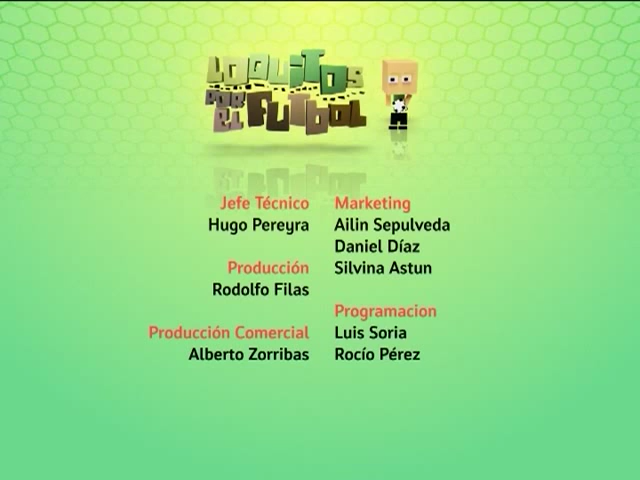 LOQUITOS
POR EL FUTBOL
Jefe Técnico
Hugo Pereyra
Producción
Rodolfo Filas
Producción Comercial
Alberto Zorribas
Marketing
Ailin Sepulveda
Daniel Díaz
Silvina Astun
Programacion
Luis Soria
Rocío Pérez